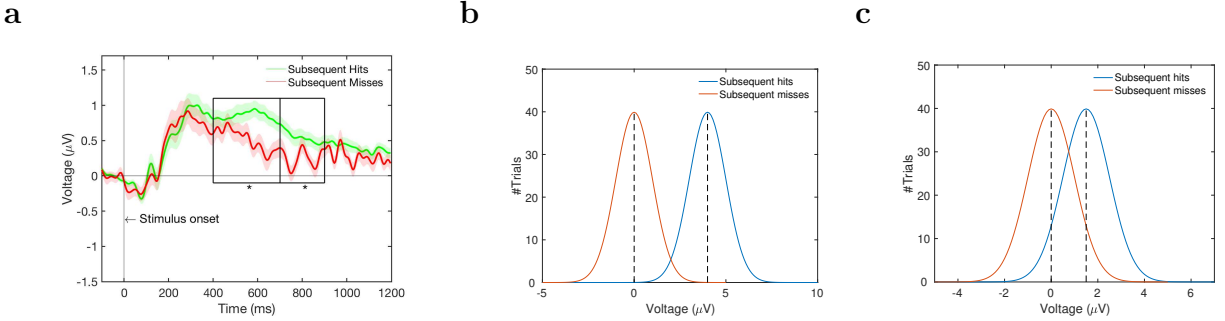 a
1.5
1
0.5
0
-0.5
-1
-1.5
Voltage (μV)
Subsequent Hits
Subsequent Misses
*
*
← Stimulus onset
0 200 400 600 800 1000 1200
Time (ms)
b
50
40
30
20
10
0
#Trials
Subsequent hits
Subsequent misses
-5 0 5 10
Voltage (μV)
c
50
40
30
20
10
0
#Trials
Subsequent hits
Subsequent misses
-4 -2 0 2 4 6
Voltage (μV)